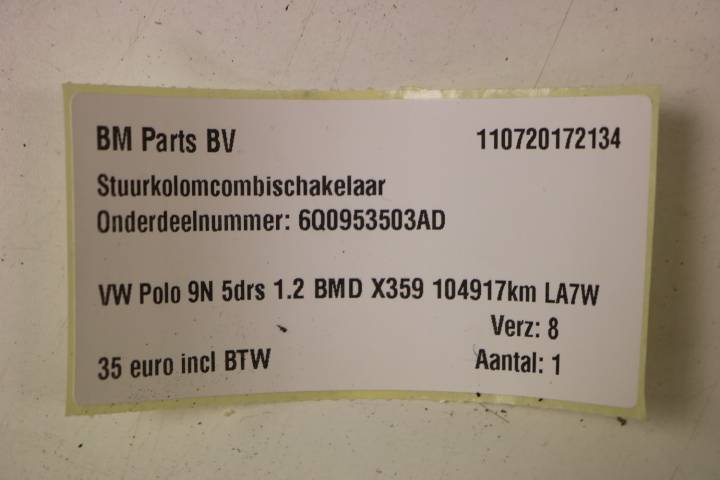 BM Parts BV 110720172134
Stuurkolomcombischakelaar
Onderdeelnummer: 6Q0953503AD
VW Polo 9N 5drs 1.2 BMD X359 104917km LA7W
Verz: 8
35 euro incl BTW Aantal: 1